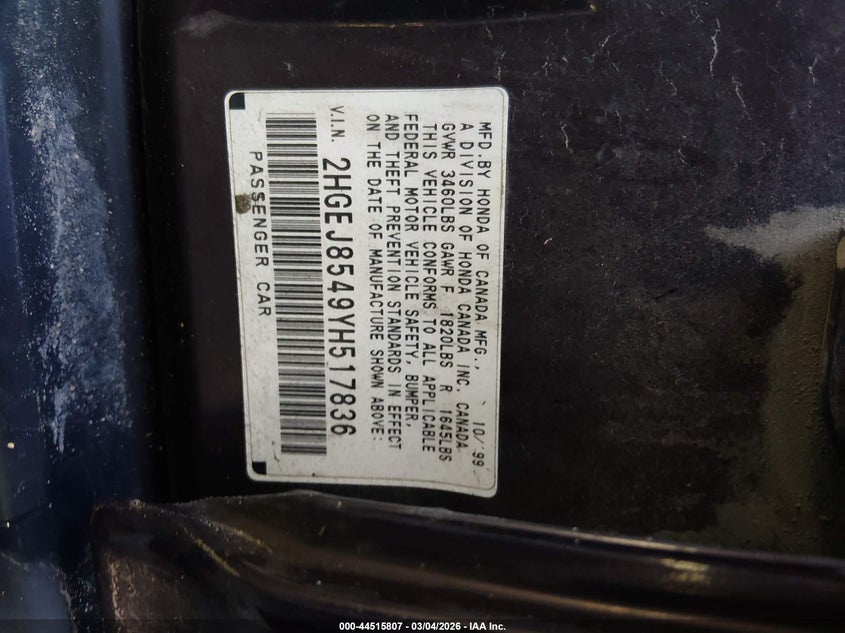 MFD.BY HONDA OF CANADA MFG., 10/99
A DIVISION OF HONDA CANADA INC, CANADA
GVWR 3460LBS GAWR F 1820LBS R 1645LBS
THIS VEHICLE CONFORMS TO ALL APPLICABLE
FEDERAL MOTOR VEHICLE SAFETY, BUMPER,
AND THEFT PREVENTION STANDARDS IN EFFECT
ON THE DATE OF MANUFACTURE SHOWN ABOVE:
V.I.N. 2HGEJ8549YH517836
PASSENGER CAR
000-44515807 - 03/04/2026 - IAA Inc.